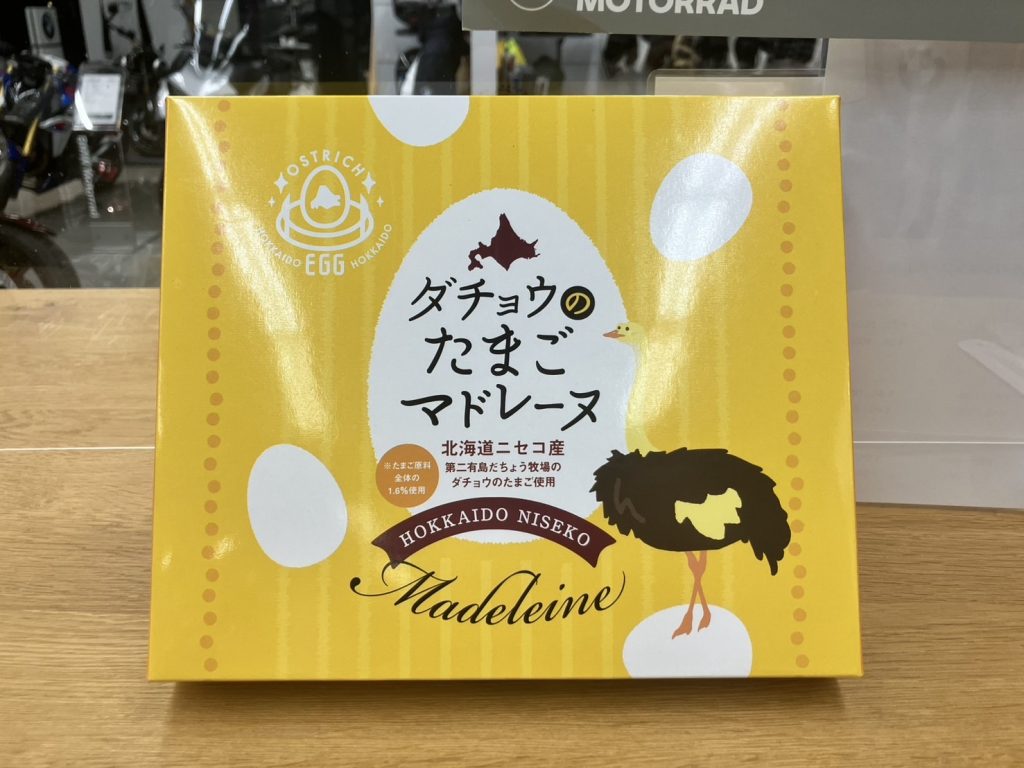 MOTORRAD
OSTRICH
HOKKAIDO EGG HOKKAIDO
ダチョウの
たまご
マドレーヌ
北海道ニセコ産
第二有島だちょう牧場の
ダチョウのたまご使用
※たまご原料
全体の
1.6%使用
HOKKAIDO NISEKO
Madeleine